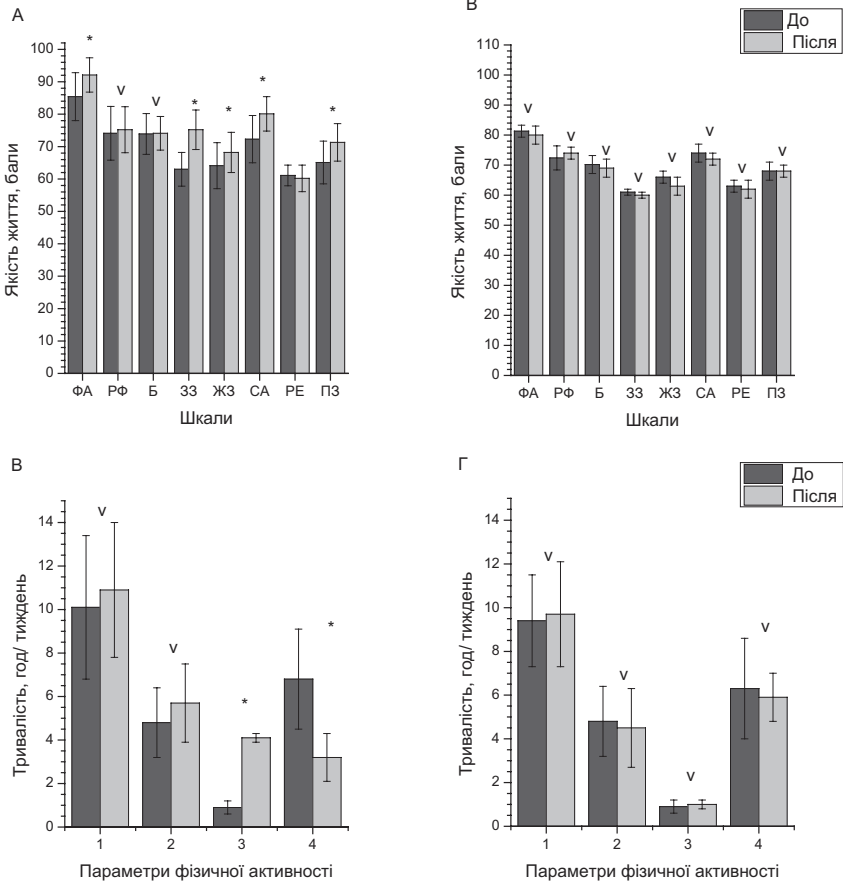 А
Якість життя, бали
100
90
80
70
60
50
40
30
20
10
0
* v v * * * *
ФА РФ Б ЗЗ ЖЗ СА РЕ ПЗ
Шкали
В
До
Після
Якість життя, бали
110
100
90
80
70
60
50
40
30
20
10
0
v v v v v v v v
ФА РФ Б ЗЗ ЖЗ СА РЕ ПЗ
Шкали
В
Тривалість, год/ тиждень
14
12
10
8
6
4
2
0
v v * *
1 2 3 4
Параметри фізичної активності
Г
До
Після
Тривалість, год/ тиждень
14
12
10
8
6
4
2
0
v v v v
1 2 3 4
Параметри фізичної активності